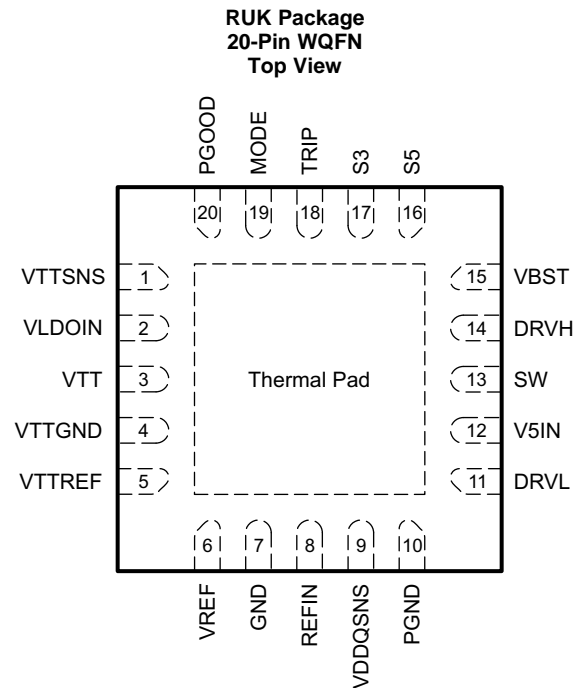 RUK Package
20-Pin WQFN
Top View
PGOOD
MODE
TRIP
S3
S5
20
19
18
17
16
VTTSNS 1
15 VBST
VLDOIN 2
14 DRVH
VTT 3
Thermal Pad
13 SW
VTTGND 4
12 V5IN
VTTREF 5
11 DRVL
6
7
8
9
10
VREF
GND
REFIN
VDDQSNS
PGND